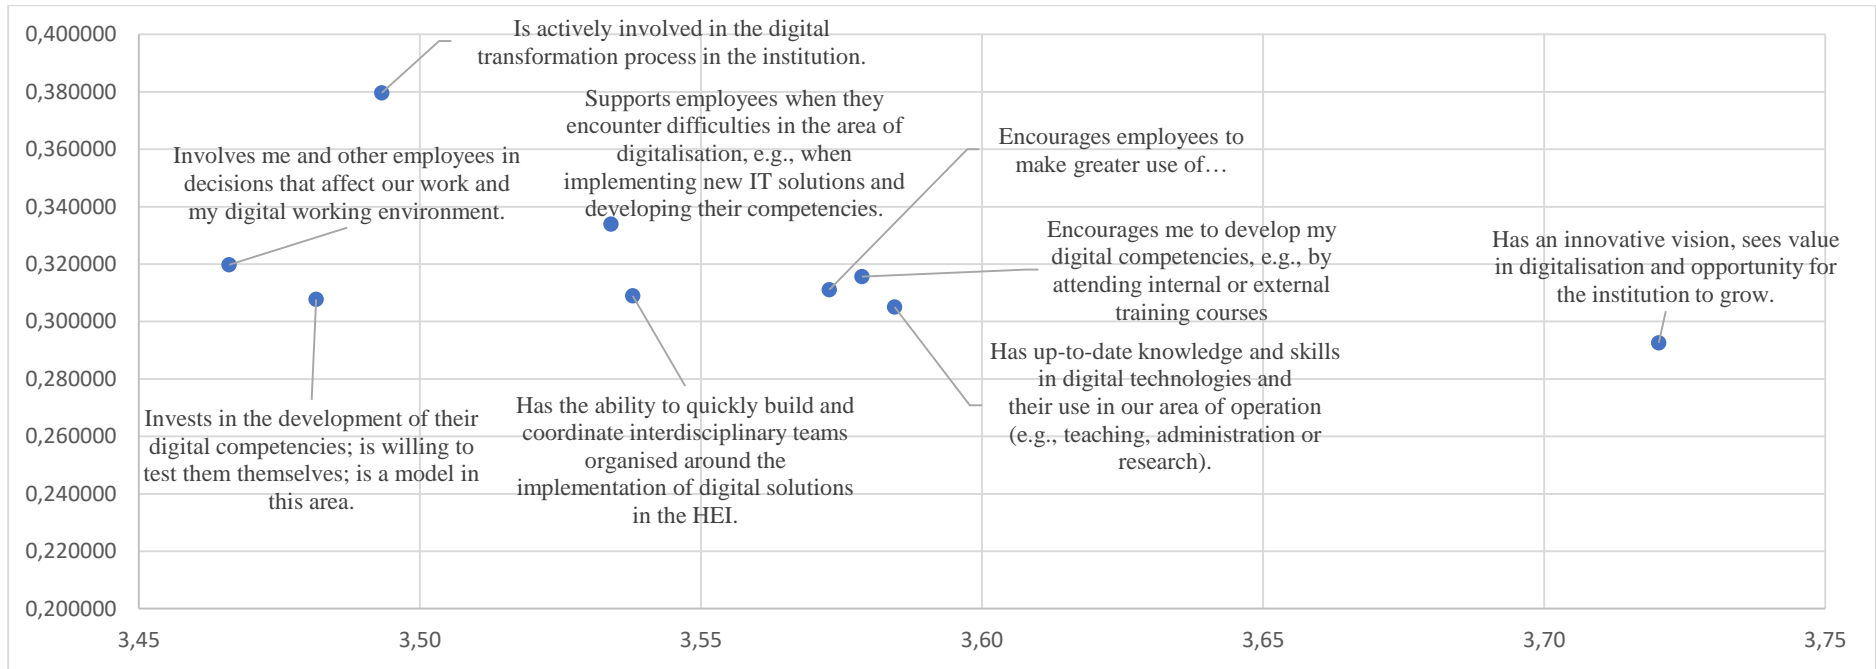 0,400000
0,380000
0,360000
0,340000
0,320000
0,300000
0,280000
0,260000
0,240000
0,220000
0,200000
Is actively involved in the digital
transformation process in the institution.
Supports employees when they
encounter difficulties in the area of
digitalisation, e.g., when
implementing new IT solutions and
developing their competencies.
Encourages employees to
make greater use of…
Involves me and other employees in
decisions that affect our work and
my digital working environment.
Encourages me to develop my
digital competencies, e.g., by
attending internal or external
training courses
Has an innovative vision, sees value
in digitalisation and opportunity for
the institution to grow.
Has up-to-date knowledge and skills
in digital technologies and
their use in our area of operation
(e.g., teaching, administration or
research).
Invests in the development of their
digital competencies; is willing to
test them themselves; is a model in
this area.
Has the ability to quickly build and
coordinate interdisciplinary teams
organised around the
implementation of digital solutions
in the HEI.
3,45 3,50 3,55 3,60 3,65 3,70 3,75